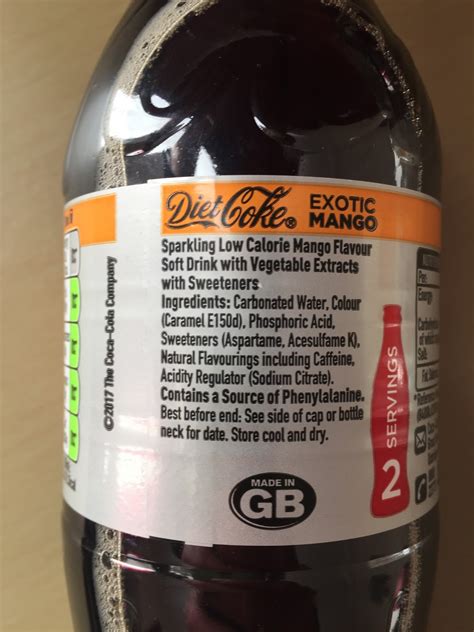 Diet Coke® EXOTIC MANGO
Sparkling Low Calorie Mango Flavour
Soft Drink with Vegetable Extracts
with Sweeteners
Ingredients: Carbonated Water, Colour
(Caramel E150d), Phosphoric Acid,
Sweeteners (Aspartame, Acesulfame K),
Natural Flavourings including Caffeine,
Acidity Regulator (Sodium Citrate).
Contains a Source of Phenylalanine.
Best before end: See side of cap or bottle
neck for date. Store cool and dry.
MADE IN
GB
©2017 The Coca-Cola Company
2 SERVINGS
Per
Energy
Salt